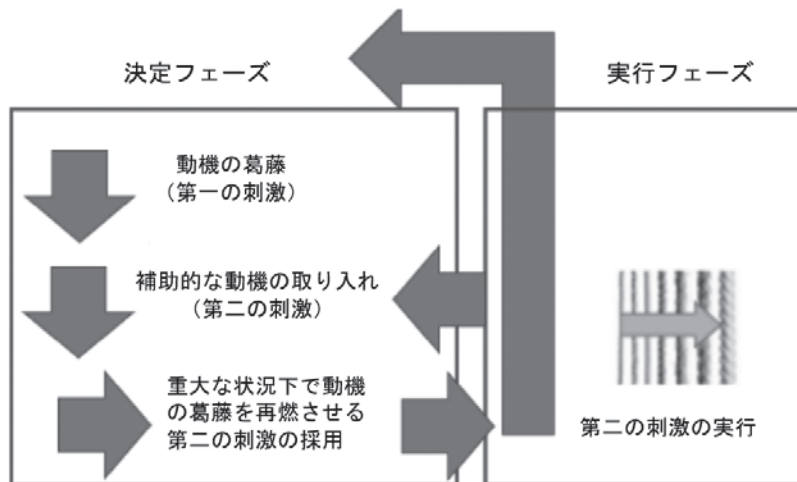 決定フェーズ
実行フェーズ
動機の葛藤
(第一の刺激)
補助的な動機の取り入れ
(第二の刺激)
重大な状況下で動機
の葛藤を再燃させる
第二の刺激の採用
第二の刺激の実行